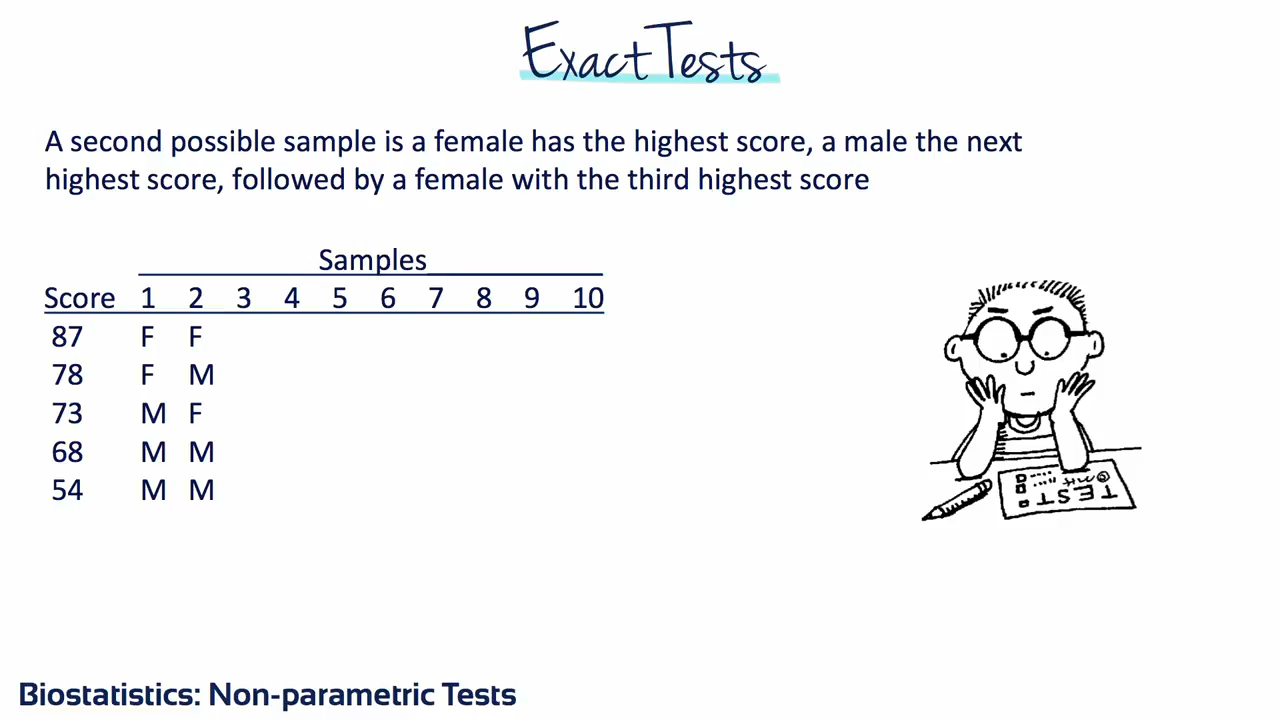 Exact Tests
A second possible sample is a female has the highest score, a male the next
highest score, followed by a female with the third highest score
Samples
Score 1 2 3 4 5 6 7 8 9 10
87 F F
78 F M
73 M F
68 M M
54 M M
TEST
Biostatistics: Non-parametric Tests